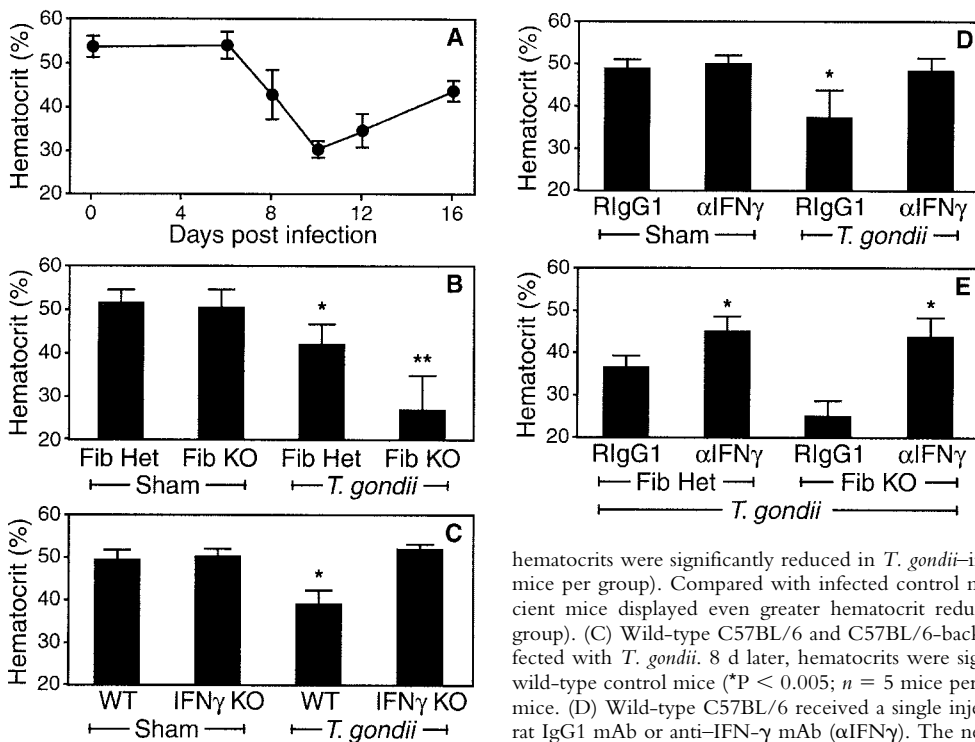 A
Hematocrit (%)
60
50
40
30
20
0 4 8 12 16
Days post infection
B
Hematocrit (%)
60
50
40
30
20
* **
Fib Het Fib KO Fib Het Fib KO
Sham T. gondii
C
Hematocrit (%)
60
50
40
30
20
*
WT IFNγ KO WT IFNγ KO
Sham T. gondii
D
Hematocrit (%)
60
50
40
30
20
*
RIgG1 αIFNγ RIgG1 αIFNγ
Sham T. gondii
E
Hematocrit (%)
60
50
40
30
20
* *
RIgG1 αIFNγ RIgG1 αIFNγ
Fib Het Fib KO
T. gondii
hematocrits were significantly reduced in T. gondii–i
mice per group). Compared with infected control m
cient mice displayed even greater hematocrit redu
group). (C) Wild-type C57BL/6 and C57BL/6-back
fected with T. gondii. 8 d later, hematocrits were sig
wild-type control mice (*P < 0.005; n = 5 mice per
mice. (D) Wild-type C57BL/6 received a single inje
rat IgG1 mAb or anti–IFN-γ mAb (αIFNγ). The n